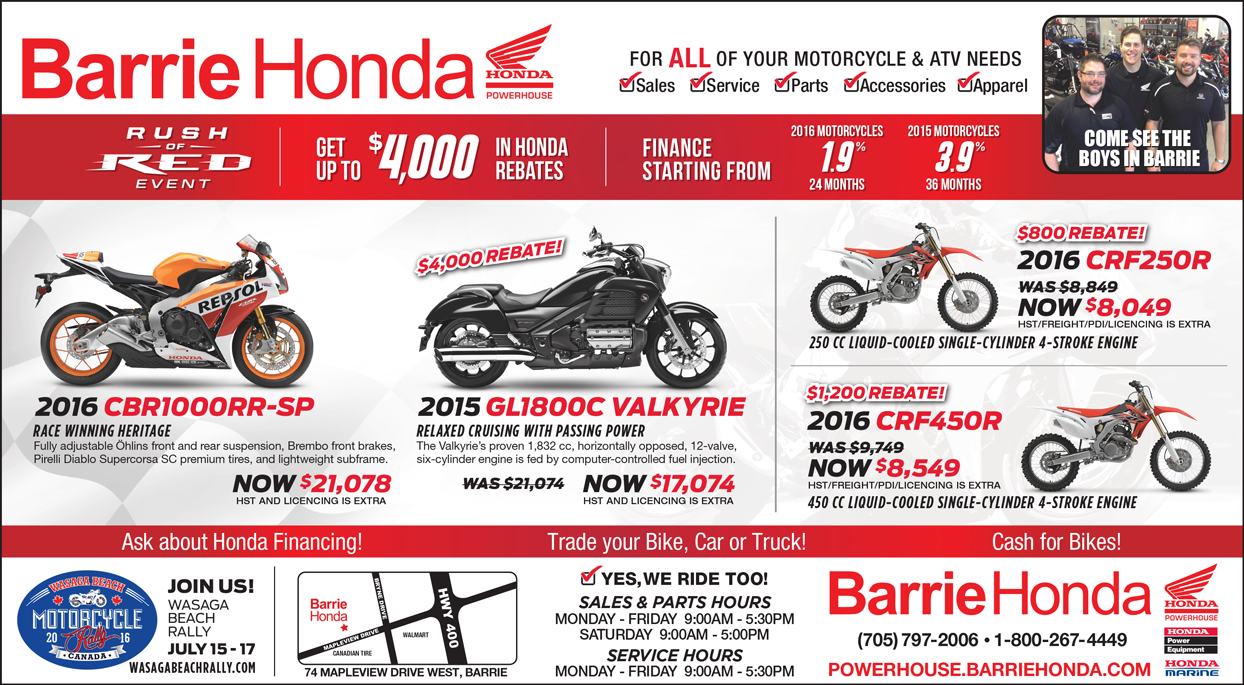 Barrie Honda
HONDA
POWERHOUSE
FOR ALL OF YOUR MOTORCYCLE & ATV NEEDS
Sales Service Parts Accessories Apparel
COME SEE THE
BOYS IN BARRIE
RUSH
OF
RED
EVENT
GET
UP TO
$4,000
IN HONDA
REBATES
FINANCE
STARTING FROM
2016 MOTORCYCLES
1.9%
24 MONTHS
2015 MOTORCYCLES
3.9%
36 MONTHS
REPSOL
HONDA
2016 CBR1000RR-SP
RACE WINNING HERITAGE
Fully adjustable Öhlins front and rear suspension, Brembo front brakes,
Pirelli Diablo Supercorsa SC premium tires, and lightweight subframe.
NOW $21,078
HST AND LICENCING IS EXTRA
$4,000 REBATE!
2015 GL1800C VALKYRIE
RELAXED CRUISING WITH PASSING POWER
The Valkyrie's proven 1,832 cc, horizontally opposed, 12-valve,
six-cylinder engine is fed by computer-controlled fuel injection.
WAS $21,074 NOW $17,074
HST AND LICENCING IS EXTRA
$800 REBATE!
2016 CRF250R
WAS $8,849
NOW $8,049
HST/FREIGHT/PDI/LICENCING IS EXTRA
250 CC LIQUID-COOLED SINGLE-CYLINDER 4-STROKE ENGINE
$1,200 REBATE!
2016 CRF450R
WAS $9,749
NOW $8,549
HST/FREIGHT/PDI/LICENCING IS EXTRA
450 CC LIQUID-COOLED SINGLE-CYLINDER 4-STROKE ENGINE
Ask about Honda Financing! Trade your Bike, Car or Truck! Cash for Bikes!
WASAGA BEACH
MOTORCYCLE
20 Rally 16
CANADA
JOIN US!
WASAGA
BEACH
RALLY
JULY 15 - 17
WASAGABEACHRALLY.COM
Barrie
Honda
BAYNE DRIVE
HWY 400
MAPLEVIEW DRIVE
WALMART
CANADIAN TIRE
74 MAPLEVIEW DRIVE WEST, BARRIE
YES, WE RIDE TOO!
SALES & PARTS HOURS
MONDAY - FRIDAY 9:00AM - 5:30PM
SATURDAY 9:00AM - 5:00PM
SERVICE HOURS
MONDAY - FRIDAY 9:00AM - 5:30PM
Barrie Honda
(705) 797-2006 • 1-800-267-4449
POWERHOUSE.BARRIEHONDA.COM
HONDA
POWERHOUSE
HONDA
Power
Equipment
HONDA
MARINE